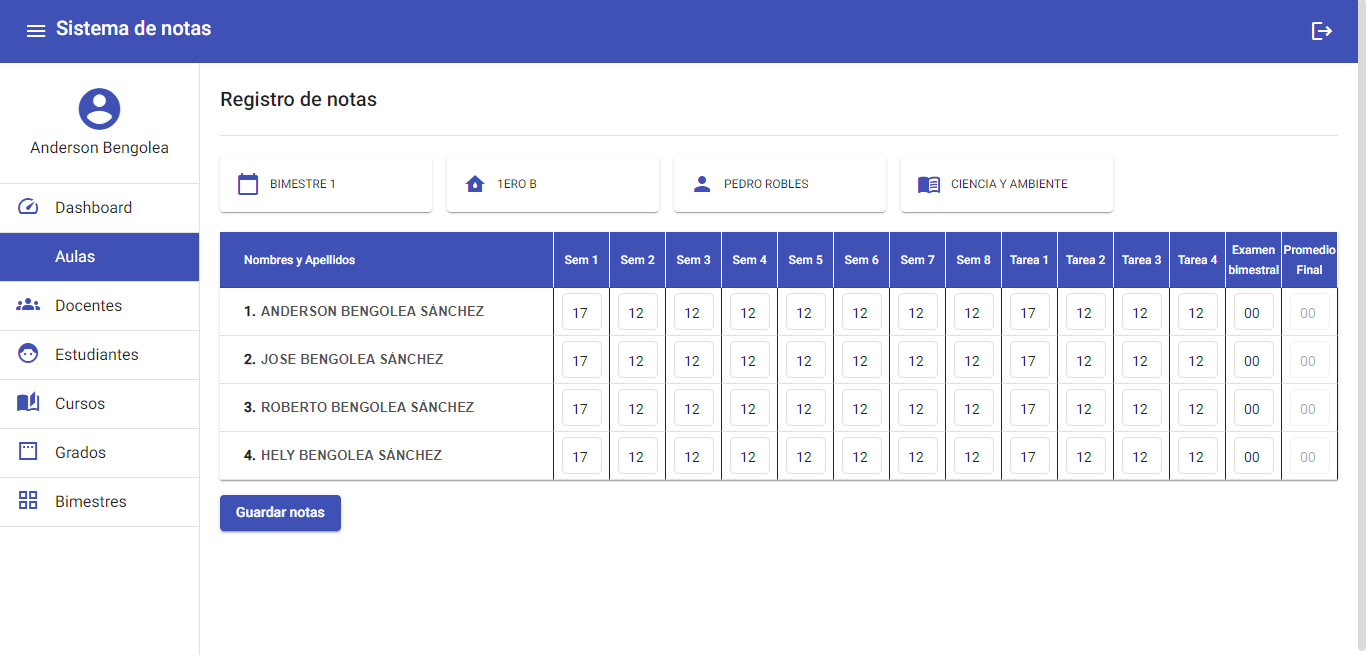 Sistema de notas
Anderson Bengolea
Dashboard
Aulas
Docentes
Estudiantes
Cursos
Grados
Bimestres
Registro de notas
BIMESTRE 1 1ERO B PEDRO ROBLES CIENCIA Y AMBIENTE
Nombres y Apellidos Sem 1 Sem 2 Sem 3 Sem 4 Sem 5 Sem 6 Sem 7 Sem 8 Tarea 1 Tarea 2 Tarea 3 Tarea 4 Examen bimestral Promedio Final
1. ANDERSON BENGOLEA SÁNCHEZ 17 12 12 12 12 12 12 12 17 12 12 12 00 00
2. JOSE BENGOLEA SÁNCHEZ 17 12 12 12 12 12 12 12 17 12 12 12 00 00
3. ROBERTO BENGOLEA SÁNCHEZ 17 12 12 12 12 12 12 12 17 12 12 12 00 00
4. HELY BENGOLEA SÁNCHEZ 17 12 12 12 12 12 12 12 17 12 12 12 00 00
Guardar notas